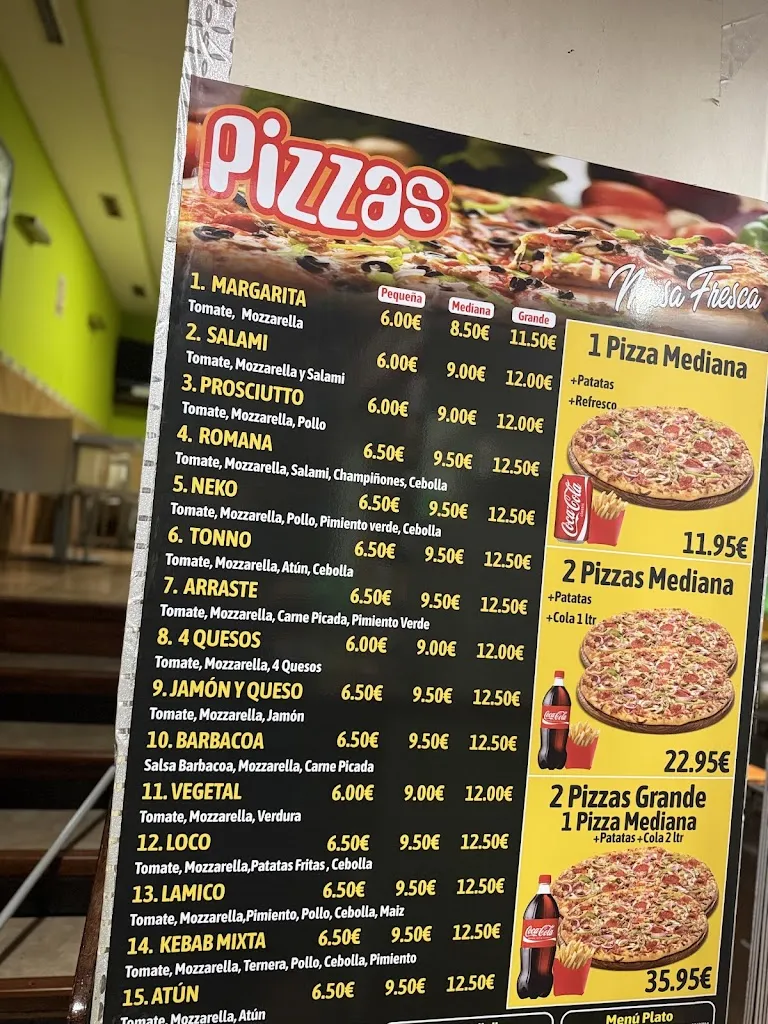 Pizzas
Masa Fresca
Pequeña Mediana Grande
1. MARGARITA 6.00€ 8.50€ 11.50€
Tomate, Mozzarella
2. SALAMI 6.00€ 9.00€ 12.00€
Tomate, Mozzarella y Salami
3. PROSCIUTTO 6.00€ 9.00€ 12.00€
Tomate, Mozzarella, Pollo
4. ROMANA 6.50€ 9.50€ 12.50€
Tomate, Mozzarella, Salami, Champiñones, Cebolla
5. NEKO 6.50€ 9.50€ 12.50€
Tomate, Mozzarella, Pollo, Pimiento verde, Cebolla
6. TONNO 6.50€ 9.50€ 12.50€
Tomate, Mozzarella, Atún, Cebolla
7. ARRASTE 6.50€ 9.50€ 12.50€
Tomate, Mozzarella, Carne Picada, Pimiento Verde
8. 4 QUESOS 6.00€ 9.00€ 12.00€
Tomate, Mozzarella, 4 Quesos
9. JAMÓN Y QUESO 6.50€ 9.50€ 12.50€
Tomate, Mozzarella, Jamón
10. BARBACOA 6.50€ 9.50€ 12.50€
Salsa Barbacoa, Mozzarella, Carne Picada
11. VEGETAL 6.00€ 9.00€ 12.00€
Tomate, Mozzarella, Verdura
12. LOCO 6.50€ 9.50€ 12.50€
Tomate, Mozzarella,Patatas Fritas , Cebolla
13. LAMICO 6.50€ 9.50€ 12.50€
Tomate, Mozzarella,Pimiento, Pollo, Cebolla, Maiz
14. KEBAB MIXTA 6.50€ 9.50€ 12.50€
Tomate, Mozzarella, Ternera, Pollo, Cebolla, Pimiento
15. ATÚN 6.50€ 9.50€ 12.50€
Tomate, Mozzarella, Atún
1 Pizza Mediana
+Patatas
+Refresco
Coca-Cola
11.95€
2 Pizzas Mediana
+Patatas
+Cola 1 ltr
Coca-Cola
22.95€
2 Pizzas Grande
1 Pizza Mediana
+Patatas +Cola 2 ltr
Coca-Cola
35.95€
Menú Plato